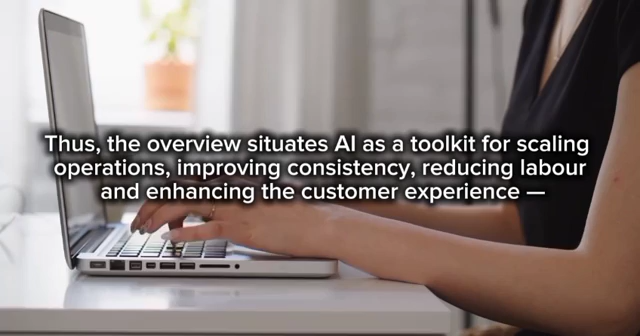 Thus, the overview situates AI as a toolkit for scaling
operations, improving consistency, reducing labour
and enhancing the customer experience —